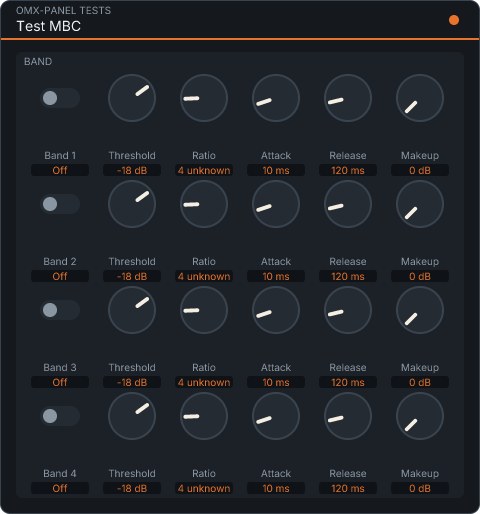 OMX-PANEL TESTS
Test MBC
BAND
Band 1 Threshold Ratio Attack Release Makeup
Off -18 dB 4 unknown 10 ms 120 ms 0 dB
Band 2 Threshold Ratio Attack Release Makeup
Off -18 dB 4 unknown 10 ms 120 ms 0 dB
Band 3 Threshold Ratio Attack Release Makeup
Off -18 dB 4 unknown 10 ms 120 ms 0 dB
Band 4 Threshold Ratio Attack Release Makeup
Off -18 dB 4 unknown 10 ms 120 ms 0 dB